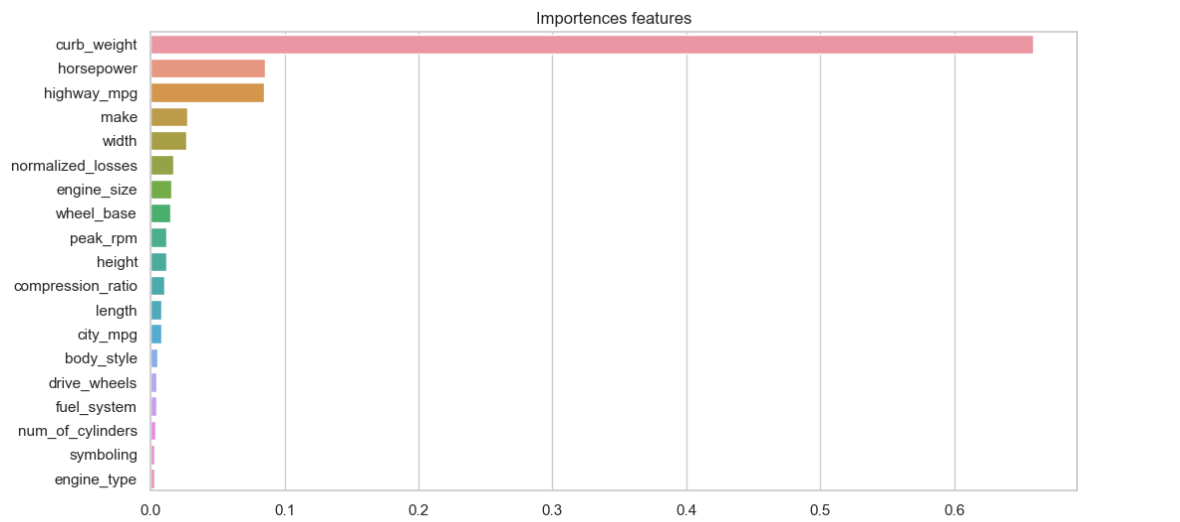 Importences features
curb_weight
horsepower
highway_mpg
make
width
normalized_losses
engine_size
wheel_base
peak_rpm
height
compression_ratio
length
city_mpg
body_style
drive_wheels
fuel_system
num_of_cylinders
symboling
engine_type
0.0 0.1 0.2 0.3 0.4 0.5 0.6